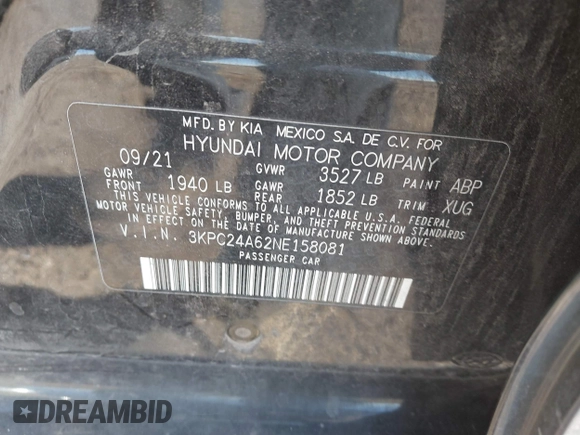 MFD. BY KIA MEXICO S.A. DE C.V. FOR
HYUNDAI MOTOR COMPANY
09/21 GVWR 3527 LB PAINT ABP
GAWR FRONT 1940 LB GAWR REAR 1852 LB TRIM XUG
THIS VEHICLE CONFORMS TO ALL APPLICABLE U.S.A. FEDERAL
MOTOR VEHICLE SAFETY, BUMPER, AND THEFT PREVENTION STANDARDS
IN EFFECT ON THE DATE OF MANUFACTURE SHOWN ABOVE.
V.I.N. 3KPC24A62NE158081
PASSENGER CAR
DREAMBID